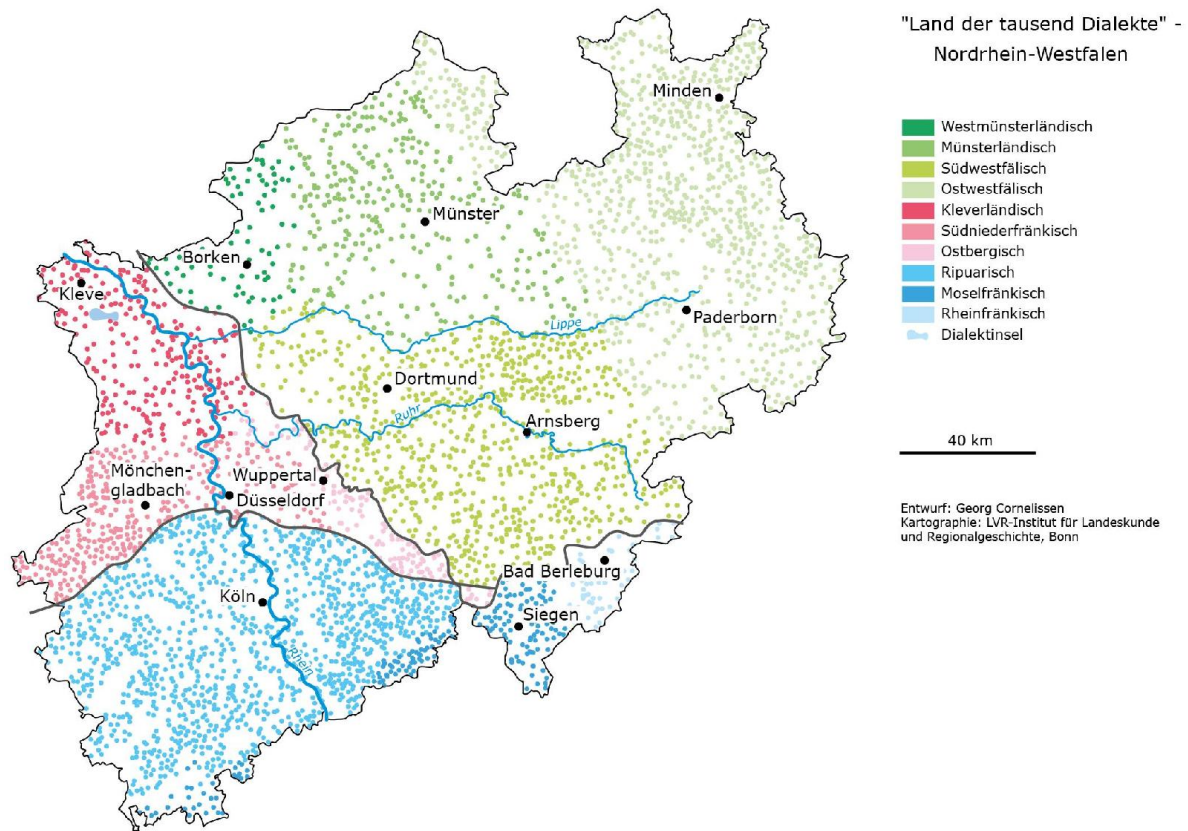 "Land der tausend Dialekte" -
Nordrhein-Westfalen
Westmünsterländisch
Münsterländisch
Südwestfälisch
Ostwestfälisch
Kleverländisch
Südniederfränkisch
Ostbergisch
Ripuarisch
Moselfränkisch
Rheinfränkisch
Dialektinsel
40 km
Entwurf: Georg Cornelissen
Kartographie: LVR-Institut für Landeskunde
und Regionalgeschichte, Bonn
Minden
Münster
Borken
Kleve
Lippe
Paderborn
Dortmund
Ruhr
Arnsberg
Mönchen-
gladbach
Wuppertal
Düsseldorf
Bad Berleburg
Köln
Siegen
Rhein